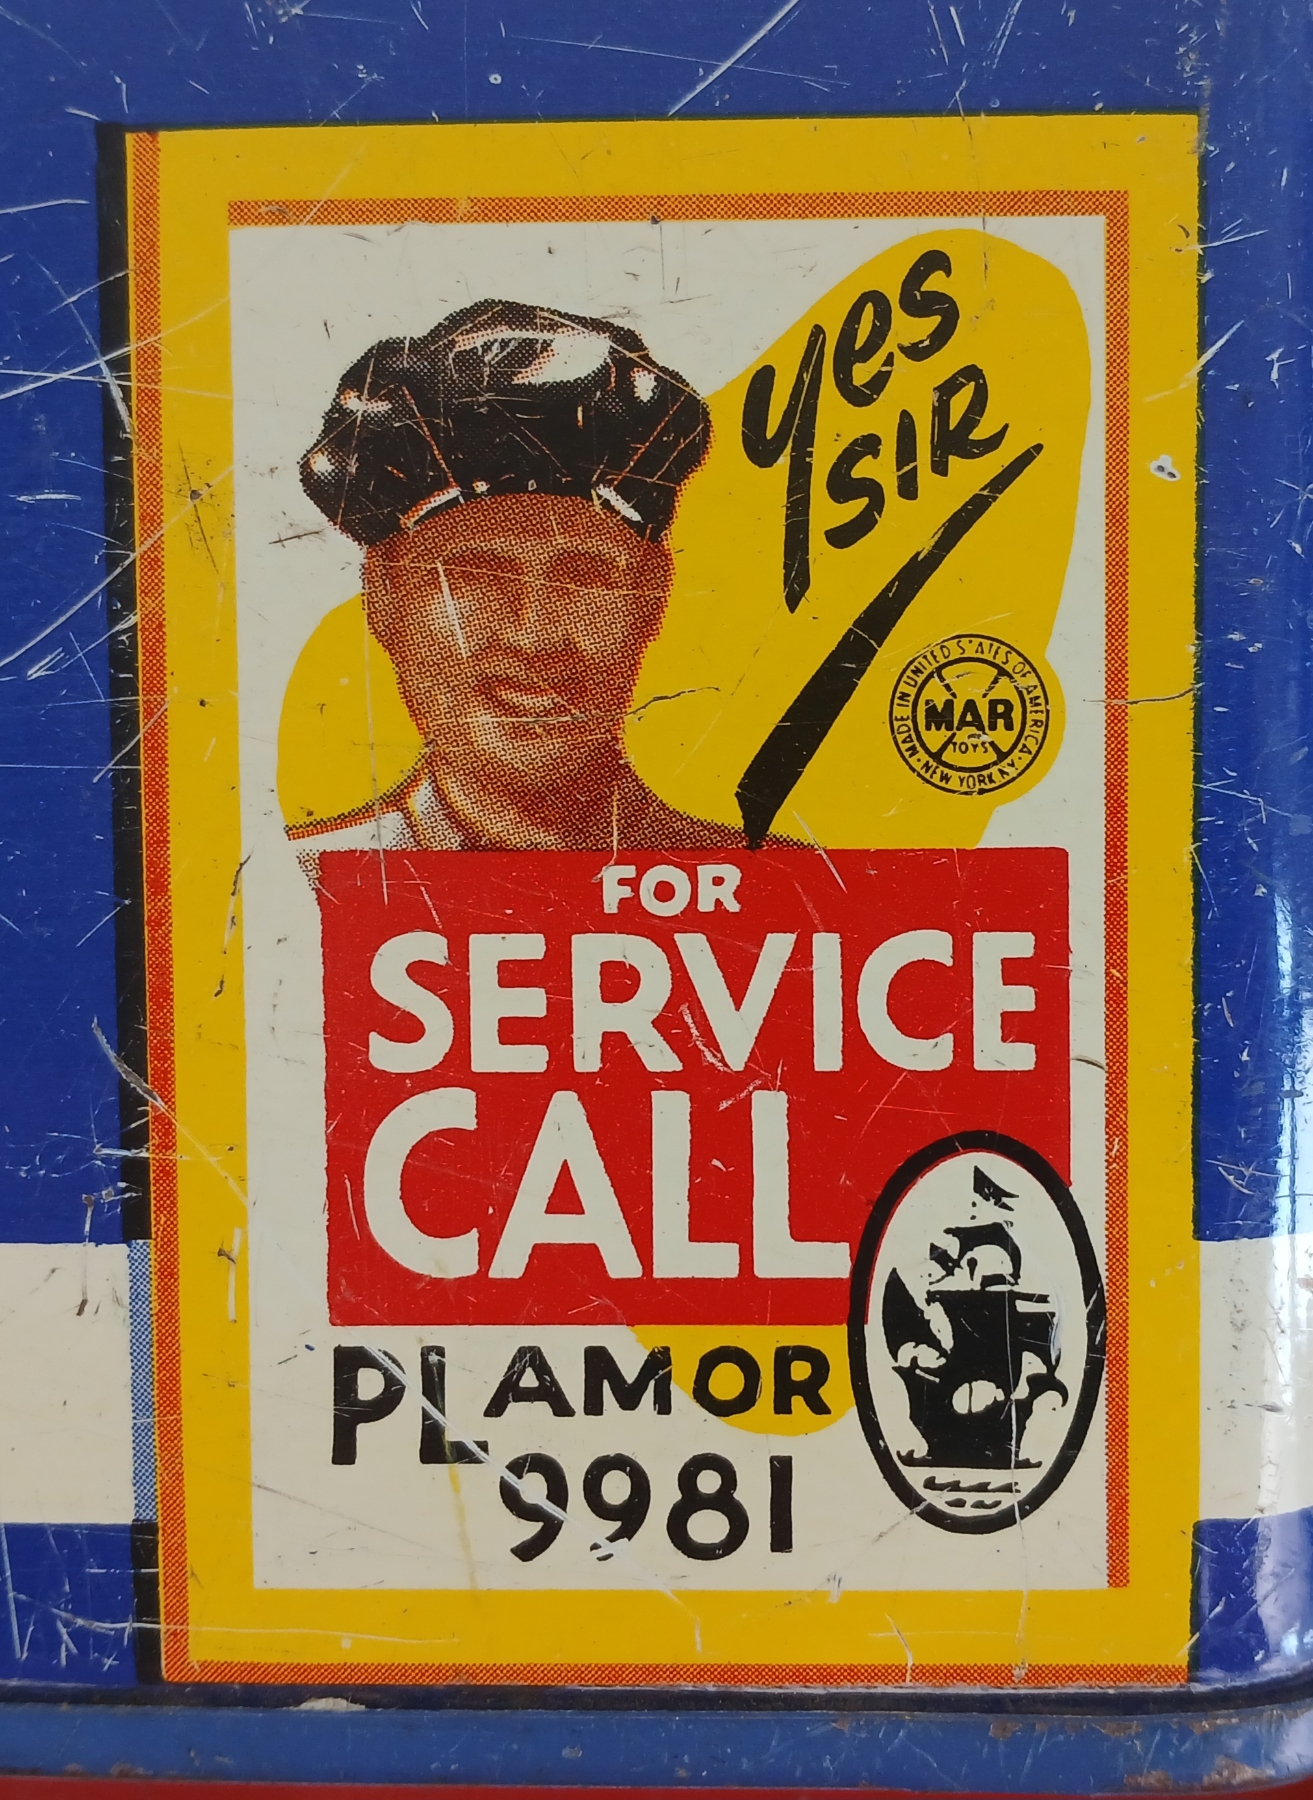 yes
SIR
MADE IN UNITED STATES OF AMERICA
MAR
TOYS
NEW YORK N.Y.
FOR
SERVICE
CALL
PLAMOR
9981